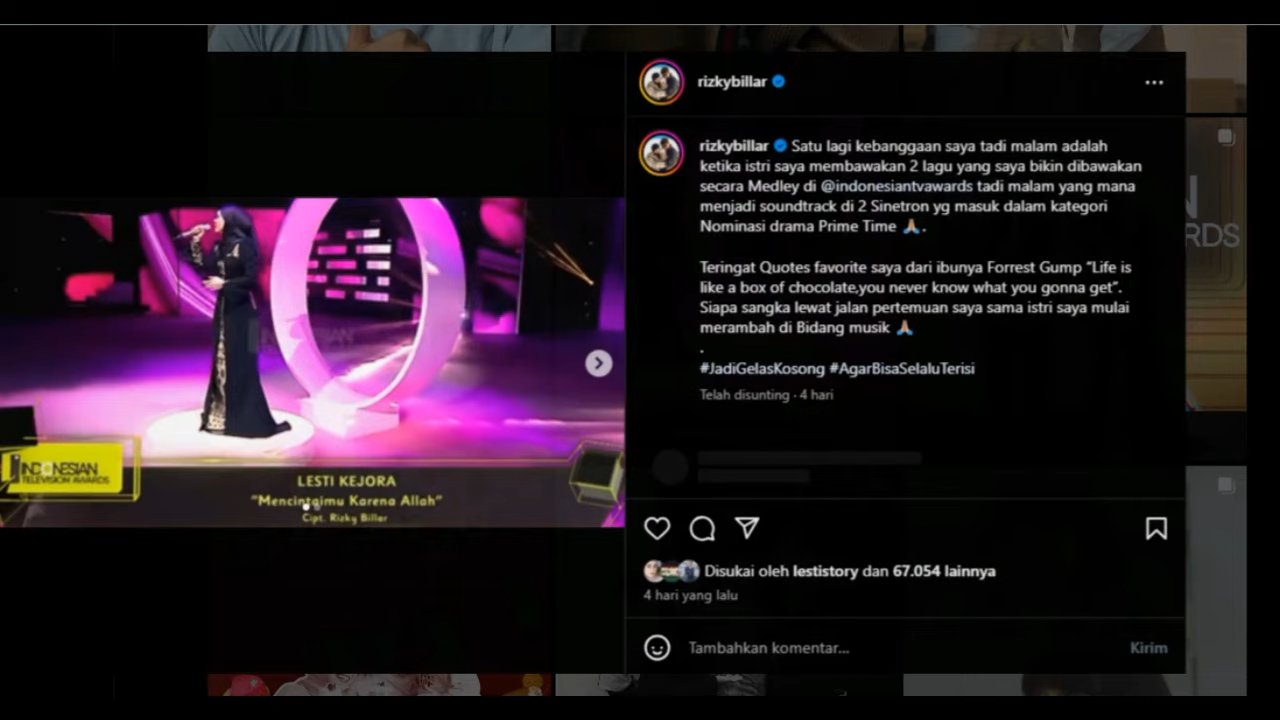 rizkybillar
rizkybillar Satu lagi kebanggaan saya tadi malam adalah
ketika istri saya membawakan 2 lagu yang saya bikin dibawakan
secara Medley di @indonesiantvawards tadi malam yang mana
menjadi soundtrack di 2 Sinetron yg masuk dalam kategori
Nominasi drama Prime Time 🙏🏼.
Teringat Quotes favorite saya dari ibunya Forrest Gump “Life is
like a box of chocolate,you never know what you gonna get”.
Siapa sangka lewat jalan pertemuan saya sama istri saya mulai
merambah di Bidang musik 🙏🏼
.
#JadiGelasKosong #AgarBisaSelaluTerisi
Telah disunting · 4 hari
INDONESIAN
TELEVISION AWARDS
LESTI KEJORA
"Mencintaimu Karena Allah"
Cipt. Rizky Billar
Disukai oleh lestistory dan 67.054 lainnya
4 hari yang lalu
Tambahkan komentar...
Kirim
RDS